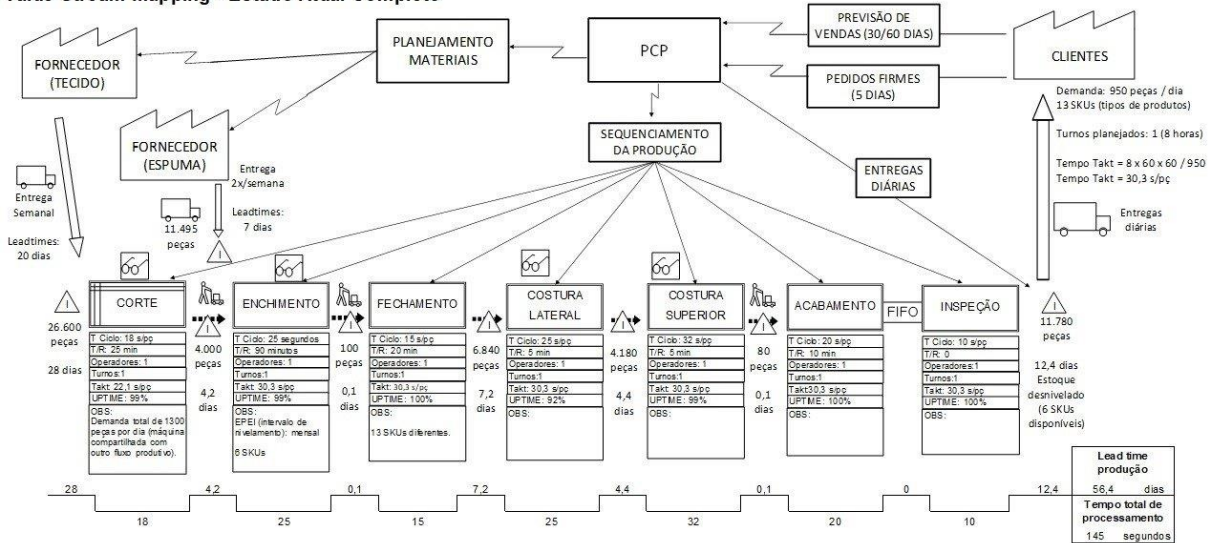 Value Stream Mapping - Estado Atual Completo
FORNECEDOR
(TECIDO)
PLANEJAMENTO
MATERIAIS
PCP
PREVISÃO DE
VENDAS (30/60 DIAS)
PEDIDOS FIRMES
(5 DIAS)
CLIENTES
Demanda: 950 peças / dia
13 SKUs (tipos de produtos)
Turnos planejados: 1 (8 horas)
Tempo Takt = 8 x 60 x 60 / 950
Tempo Takt = 30,3 s/pç
FORNECEDOR
(ESPUMA)
SEQUENCIAMENTO
DA PRODUÇÃO
ENTREGAS
DIÁRIAS
Entrega
Semanal
Leadtimes:
20 dias
Entrega
2x/semana
Leadtimes:
7 dias
11.495
peças
I
Entregas
diárias
I
26.600
peças
28 dias
CORTE
T Ciclo: 18 s/pç
T/R: 25 min
Operadores: 1
Turnos:1
Takt: 22,1 s/pç
UPTIME: 99%
OBS:
Demanda total de 1300
peças por dia (máquina
compartilhada com
outro fluxo produtivo).
I
4.000
peças
4,2
dias
ENCHIMENTO
T Ciclo: 25 segundos
T/R: 90 minutos
Operadores: 1
Turnos:1
Takt: 30,3 s/pç
UPTIME: 99%
OBS:
EPEI (intervalo de
nivelamento): mensal
6 SKUs
I
100
peças
0,1
dias
FECHAMENTO
T Ciclo: 15 s/pç
T/R: 20 min
Operadores: 1
Turnos:1
Takt: 30,3 s/pç
UPTIME: 100%
OBS:
13 SKUs diferentes.
I
6.840
peças
7,2
dias
COSTURA
LATERAL
T Ciclo: 25 s/pç
T/R: 5 min
Operadores: 1
Turnos:1
Takt: 30,3 s/pç
UPTIME: 92%
OBS:
I
4.180
peças
4,4
dias
COSTURA
SUPERIOR
T Ciclo: 32 s/pç
T/R: 5 min
Operadores: 1
Turnos:1
Takt: 30,3 s/pç
UPTIME: 99%
OBS:
I
80
peças
0,1
dias
ACABAMENTO
T Ciclo: 20 s/pç
T/R: 10 min
Operadores: 1
Turnos:1
Takt:30,3 s/pç
UPTIME: 100%
OBS:
FIFO
INSPEÇÃO
T Ciclo: 10 s/pç
T/R: 0
Operadores: 1
Turnos:1
Takt: 30,3 s/pç
UPTIME: 100%
OBS:
I
11.780
peças
12,4 dias
Estoque
desnivelado
(6 SKUs
disponíveis)
28 4,2 0,1 7,2 4,4 0,1 0 12,4
18 25 15 25 32 20 10
Lead time
produção
56,4 dias
Tempo total de
processamento
145 segundos